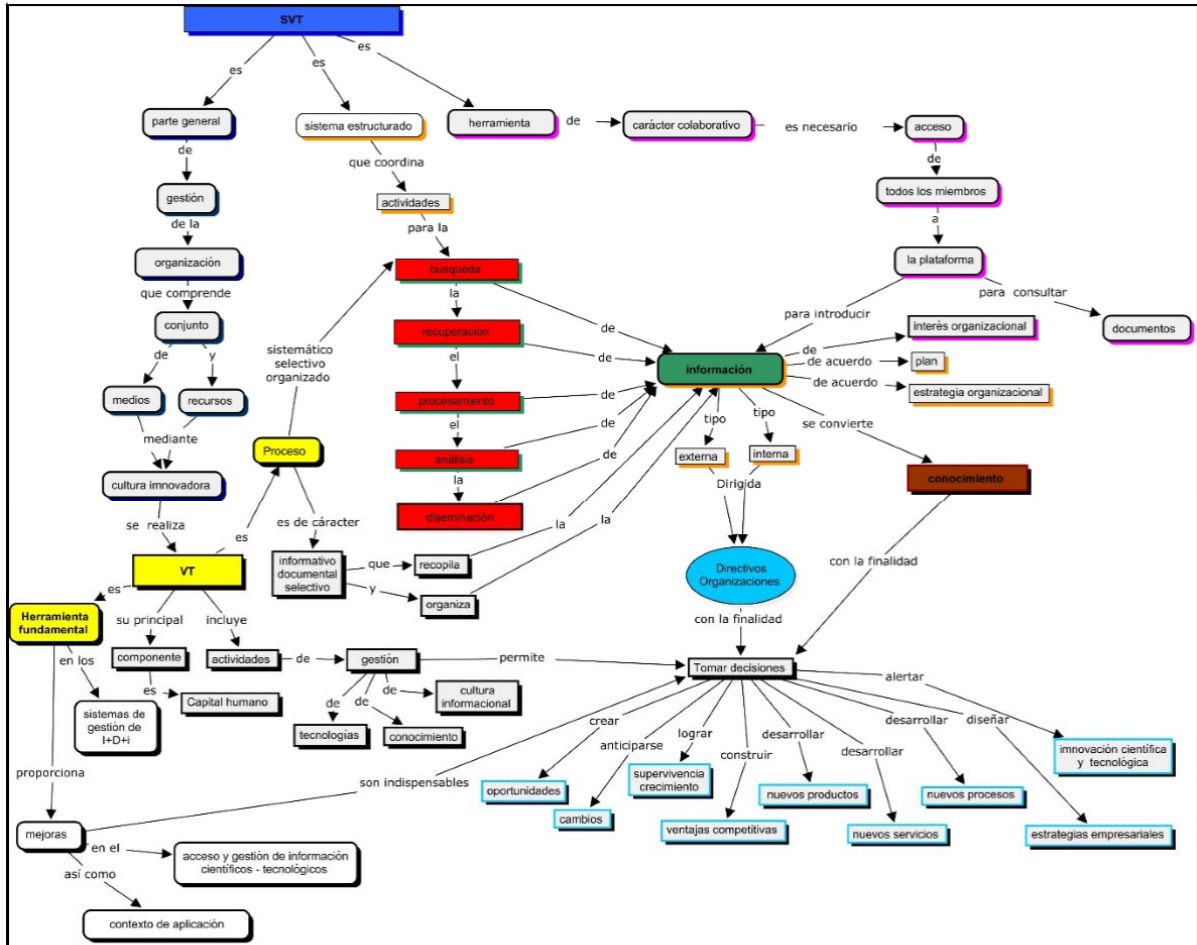 SVT
es
es
es
parte general
sistema estructurado
herramienta
de
carácter colaborativo
es necesario
acceso
de
que coordina
de
gestión
actividades
todos los miembros
de la
para la
a
organización
búsqueda
la plataforma
que comprende
la
para introducir
para consultar
conjunto
recuperación
de
interés organizacional
documentos
de
y
sistemático
selectivo
organizado
el
de
información
de
de acuerdo
plan
de acuerdo
estrategia organizacional
medios
recursos
procesamiento
de
mediante
el
de
tipo
tipo
se convierte
Proceso
análisis
de
externa
interna
cultura imnovadora
la
Dirigida
conocimiento
se realiza
es
es de cárácter
diseminación
la
la
VT
informativo
documental
selectivo
que
recopila
y
organiza
Directivos
Organizaciones
con la finalidad
es
Herramienta
fundamental
su principal
incluye
con la finalidad
en los
componente
actividades
de
gestión
permite
Tomar decisiones
alertar
es
Capital humano
de
de
de
cultura
informacional
sistemas de
gestión de
I+D+i
tecnologías
conocimiento
crear
anticiparse
lograr
construir
desarrollar
desarrollar
desarrollar
diseñar
imnovación científica
y tecnológica
proporciona
son indispensables
oportunidades
supervivencia
crecimiento
nuevos productos
nuevos procesos
cambios
ventajas competitivas
nuevos servicios
estrategias empresariales
mejoras
en el
acceso y gestión de información
científicos - tecnológicos
así como
contexto de aplicación